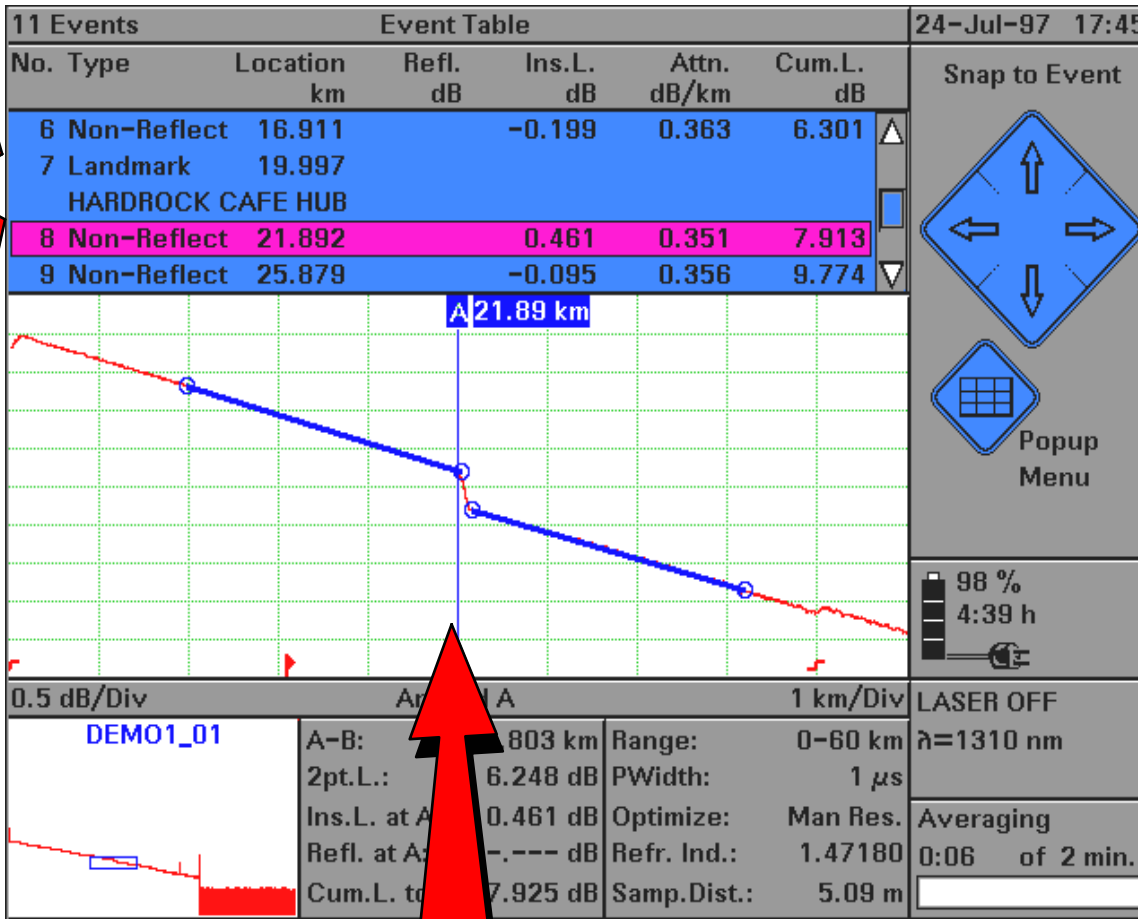 11 Events Event Table 24-Jul-97 17:45
No. Type Location Refl. Ins.L. Attn. Cum.L.
km dB dB dB/km dB
6 Non-Reflect 16.911 -0.199 0.363 6.301
7 Landmark 19.997
HARDROCK CAFE HUB
8 Non-Reflect 21.892 0.461 0.351 7.913
9 Non-Reflect 25.879 -0.095 0.356 9.774
Snap to Event
Popup
Menu
A 21.89 km
98 %
4:39 h
0.5 dB/Div A 1 km/Div
DEMO1_01
A-B: .803 km
2pt.L.: 6.248 dB
Ins.L. at A 0.461 dB
Refl. at A: -.--- dB
Cum.L. 7.925 dB
Range: 0-60 km
PWidth: 1 µs
Optimize: Man Res.
Refr. Ind.: 1.47180
Samp.Dist.: 5.09 m
LASER OFF
λ=1310 nm
Averaging
0:06 of 2 min.